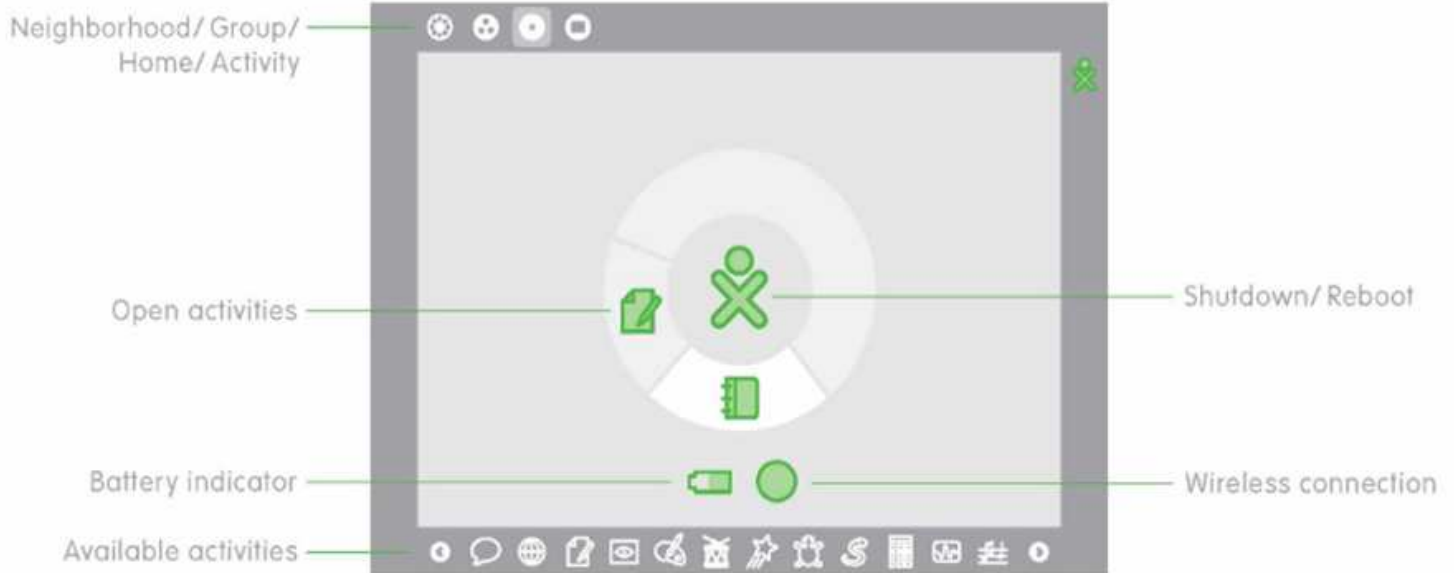 Neighborhood/ Group/
Home/ Activity
Open activities
Shutdown/ Reboot
Battery indicator
Wireless connection
Available activities